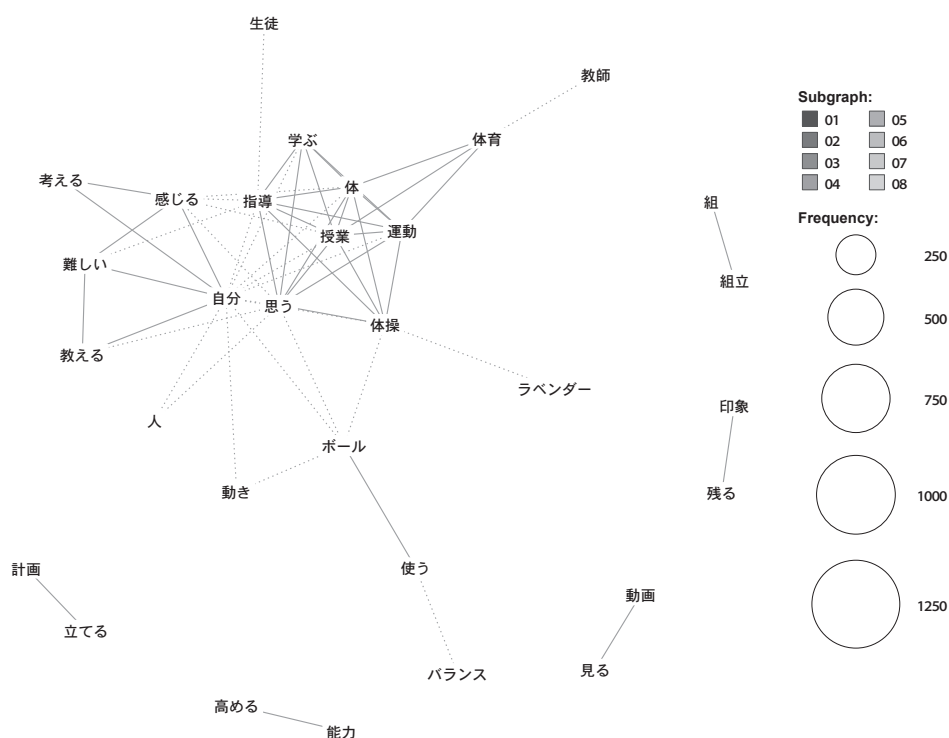 生徒
教師
学ぶ
体育
考える
感じる
指導
体
授業
運動
難しい
自分
思う
体操
教える
ラベンダー
人
ボール
動き
使う
バランス
計画
立てる
高める
能力
動画
見る
組
組立
印象
残る
Subgraph:
01 05
02 06
03 07
04 08
Frequency:
250
500
750
1000
1250